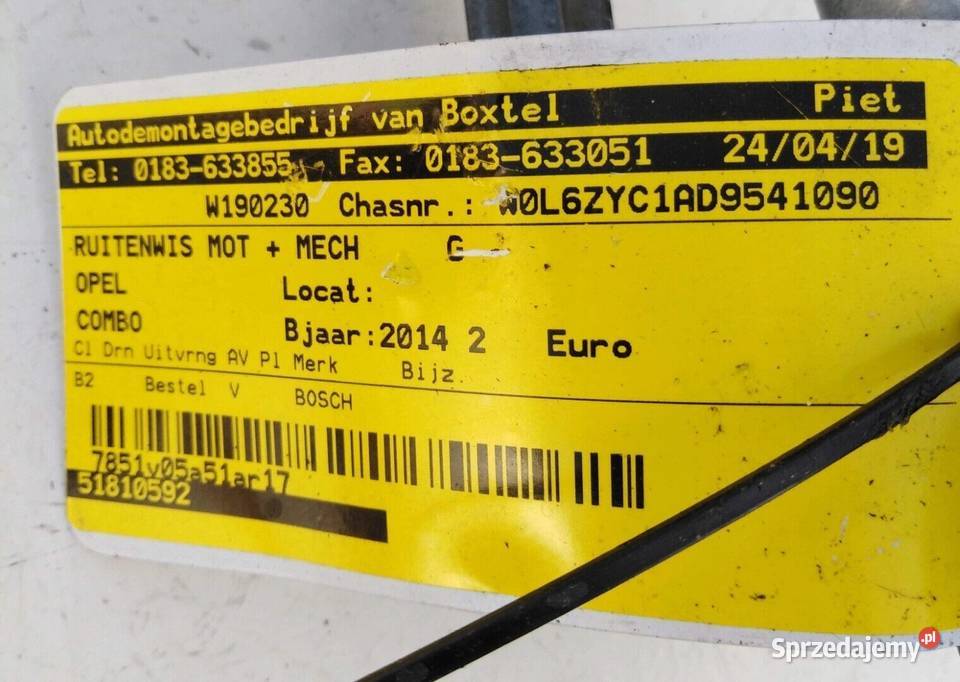 Autodemontagebedrijf van Boxtel Piet
Tel: 0183-633855 Fax: 0183-633051 24/04/19
W190230 Chasnr.: W0L6ZYC1AD9541090
RUITENWIS MOT + MECH G
OPEL Locat:
COMBO Bjaar:2014 2 Euro
Cl Drn Uitvrng AV Pl Merk Bijz.
B2 Bestel V BOSCH
7851v05a51ar17
51810592
Sprzedajemy.pl